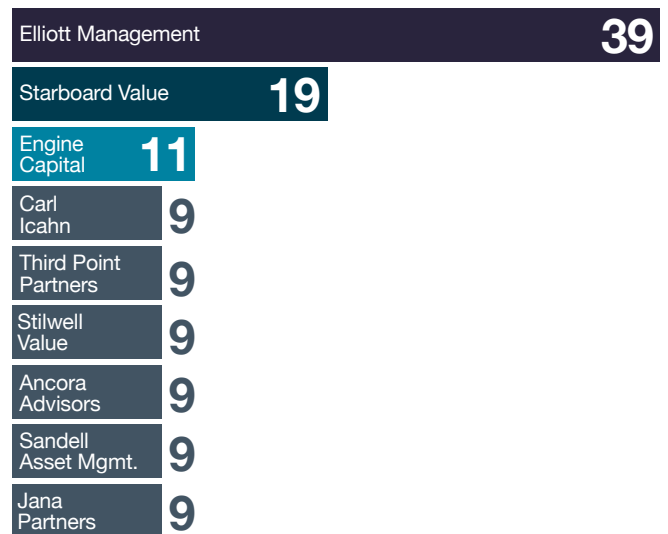 Elliott Management 39
Starboard Value 19
Engine
Capital 11
Carl
Icahn 9
Third Point
Partners 9
Stilwell
Value 9
Ancora
Advisors 9
Sandell
Asset Mgmt. 9
Jana
Partners 9